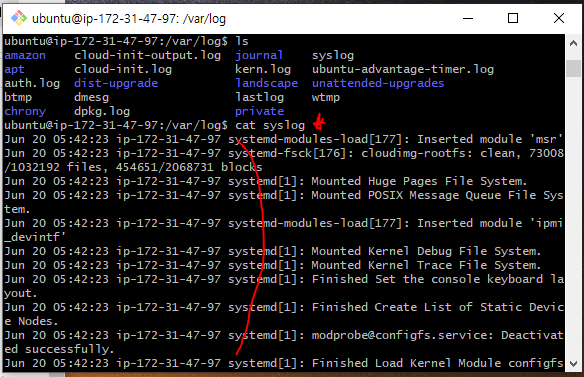 ubuntu@ip-172-31-47-97: /var/log
ubuntu@ip-172-31-47-97:/var/log$ ls
amazon cloud-init-output.log journal syslog
apt cloud-init.log kern.log ubuntu-advantage-timer.log
auth.log dist-upgrade landscape unattended-upgrades
btmp dmesg lastlog wtmp
chrony dpkg.log private
ubuntu@ip-172-31-47-97:/var/log$ cat syslog
Jun 20 05:42:23 ip-172-31-47-97 systemd-modules-load[177]: Inserted module 'msr'
Jun 20 05:42:23 ip-172-31-47-97 systemd-fsck[176]: cloudimg-rootfs: clean, 73008
/1032192 files, 454651/2068731 blocks
Jun 20 05:42:23 ip-172-31-47-97 systemd[1]: Mounted Huge Pages File System.
Jun 20 05:42:23 ip-172-31-47-97 systemd[1]: Mounted POSIX Message Queue File Sys
tem.
Jun 20 05:42:23 ip-172-31-47-97 systemd-modules-load[177]: Inserted module 'ipmi
_devintf'
Jun 20 05:42:23 ip-172-31-47-97 systemd[1]: Mounted Kernel Debug File System.
Jun 20 05:42:23 ip-172-31-47-97 systemd[1]: Mounted Kernel Trace File System.
Jun 20 05:42:23 ip-172-31-47-97 systemd[1]: Finished Set the console keyboard la
yout.
Jun 20 05:42:23 ip-172-31-47-97 systemd[1]: Finished Create List of Static Devic
e Nodes.
Jun 20 05:42:23 ip-172-31-47-97 systemd[1]: modprobe@configfs.service: Deactivat
ed successfully.
Jun 20 05:42:23 ip-172-31-47-97 systemd[1]: Finished Load Kernel Module configfs